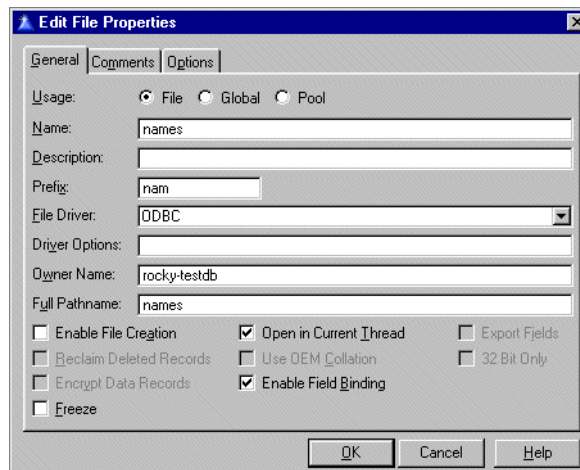 Edit File Properties
General Comments Options
Usage: File Global Pool
Name: names
Description:
Prefix: nam
File Driver: ODBC
Driver Options:
Owner Name: rocky-testdb
Full Pathname: names
Enable File Creation Open in Current Thread Export Fields
Reclaim Deleted Records Use OEM Collation 32 Bit Only
Encrypt Data Records Enable Field Binding
Freeze
OK Cancel Help